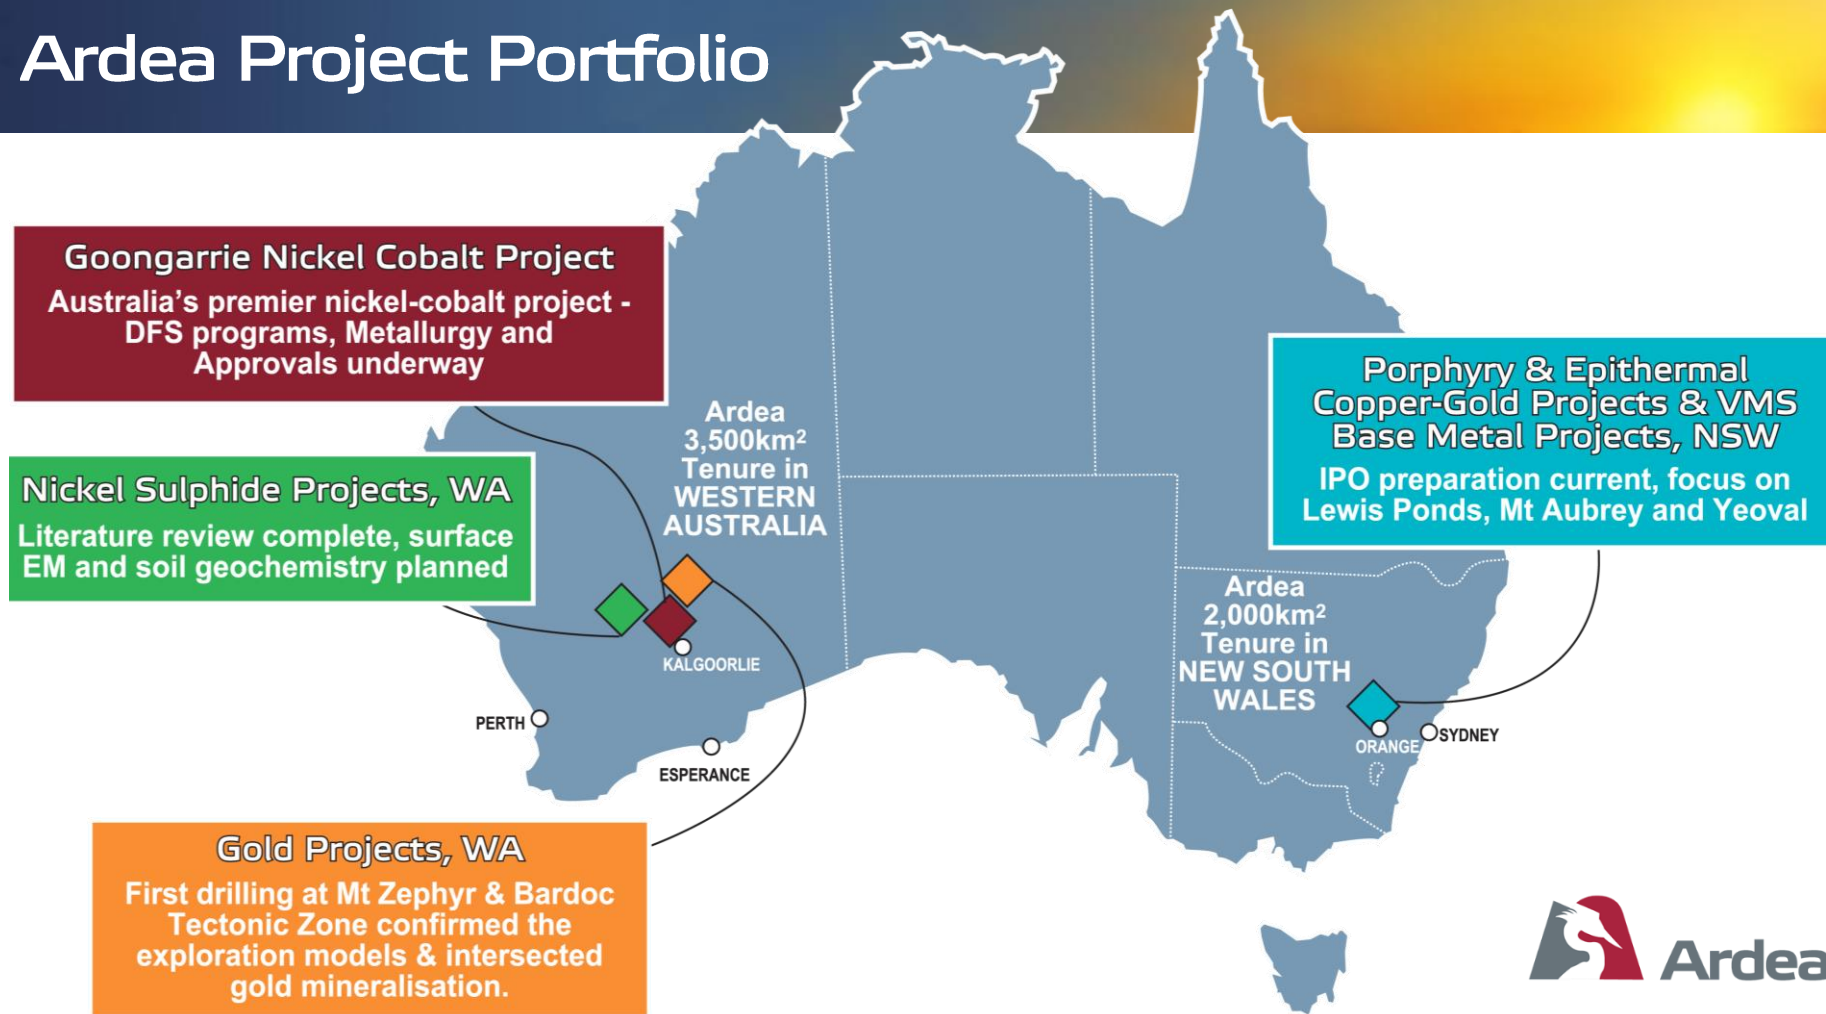 Ardea Project Portfolio
Goongarrie Nickel Cobalt Project
Australia’s premier nickel-cobalt project -
DFS programs, Metallurgy and
Approvals underway
Nickel Sulphide Projects, WA
Literature review complete, surface
EM and soil geochemistry planned
Ardea
3,500km²
Tenure in
WESTERN
AUSTRALIA
KALGOORLIE
PERTH
ESPERANCE
Gold Projects, WA
First drilling at Mt Zephyr & Bardoc
Tectonic Zone confirmed the
exploration models & intersected
gold mineralisation.
Porphyry & Epithermal
Copper-Gold Projects & VMS
Base Metal Projects, NSW
IPO preparation current, focus on
Lewis Ponds, Mt Aubrey and Yeoval
Ardea
2,000km²
Tenure in
NEW SOUTH
WALES
ORANGE
SYDNEY
Ardea